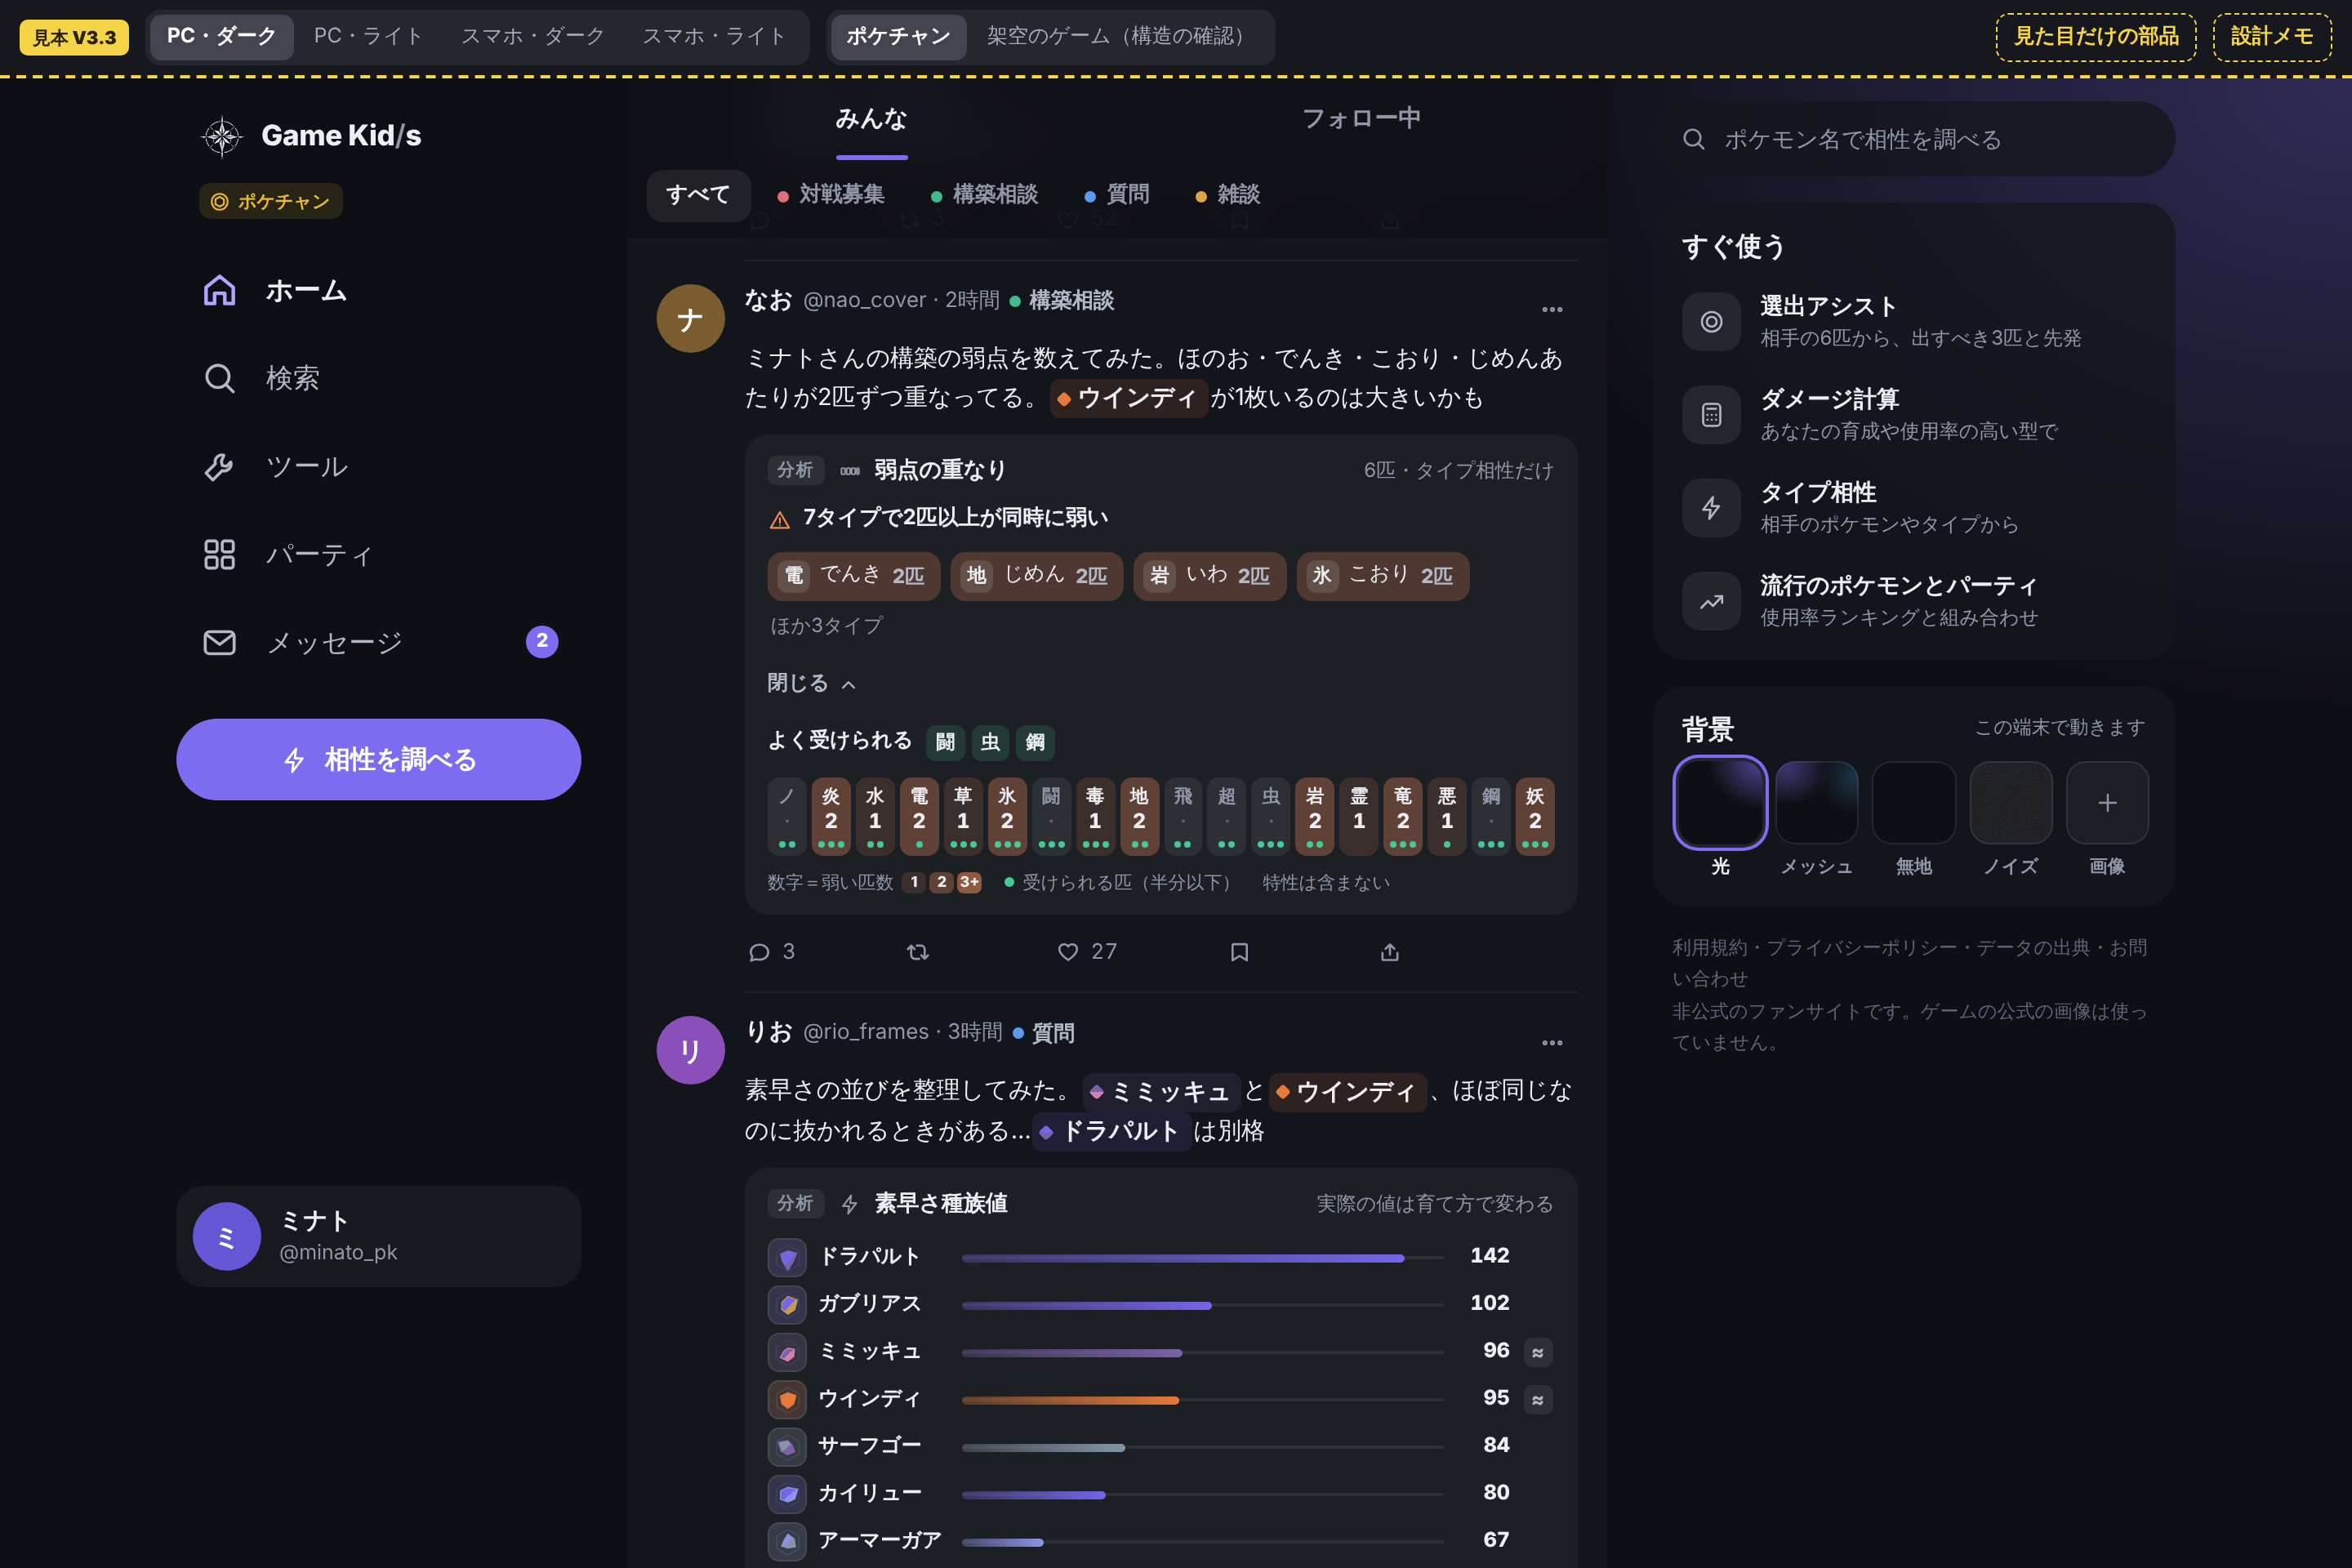 見本 V3.3
PC・ダーク
PC・ライト
スマホ・ダーク
スマホ・ライト
ポケチャン
架空のゲーム（構造の確認）
見た目だけの部品
設計メモ
Game Kid/s
ポケチャン
ホーム
検索
ツール
パーティ
メッセージ
2
相性を調べる
ミ
ミナト
@minato_pk
みんな
フォロー中
すべて
対戦募集
構築相談
質問
雑談
3
52
ナ
なお @nao_cover · 2時間 構築相談
ミナトさんの構築の弱点を数えてみた。ほのお・でんき・こおり・じめんあ
たりが2匹ずつ重なってる。 ウインディ が1枚いるのは大きいかも
分析 弱点の重なり
6匹・タイプ相性だけ
7タイプで2匹以上が同時に弱い
電 でんき 2匹
地 じめん 2匹
岩 いわ 2匹
氷 こおり 2匹
ほか3タイプ
閉じる
よく受けられる 闘 虫 鋼
ノ 炎 水 電 草 氷 闘 毒 地 飛 超 虫 岩 霊 竜 悪 鋼 妖
· 2 1 2 1 2 · 1 2 · · · 2 1 2 1 · 2
数字＝弱い匹数 1 2 3+ 受けられる匹（半分以下） 特性は含まない
3
27
リ
りお @rio_frames · 3時間 質問
素早さの並びを整理してみた。 ミミッキュ と ウインディ 、ほぼ同じな
のに抜かれるときがある… ドラパルト は別格
分析 素早さ種族値
実際の値は育て方で変わる
ドラパルト 142
ガブリアス 102
ミミッキュ 96 ≈
ウインディ 95 ≈
サーフゴー 84
カイリュー 80
アーマーガア 67
ポケモン名で相性を調べる
すぐ使う
選出アシスト
相手の6匹から、出すべき3匹と先発
ダメージ計算
あなたの育成や使用率の高い型で
タイプ相性
相手のポケモンやタイプから
流行のポケモンとパーティ
使用率ランキングと組み合わせ
背景
この端末で動きます
光
メッシュ
無地
ノイズ
画像
利用規約・プライバシーポリシー・データの出典・お問
い合わせ
非公式のファンサイトです。ゲームの公式の画像は使っ
ていません。